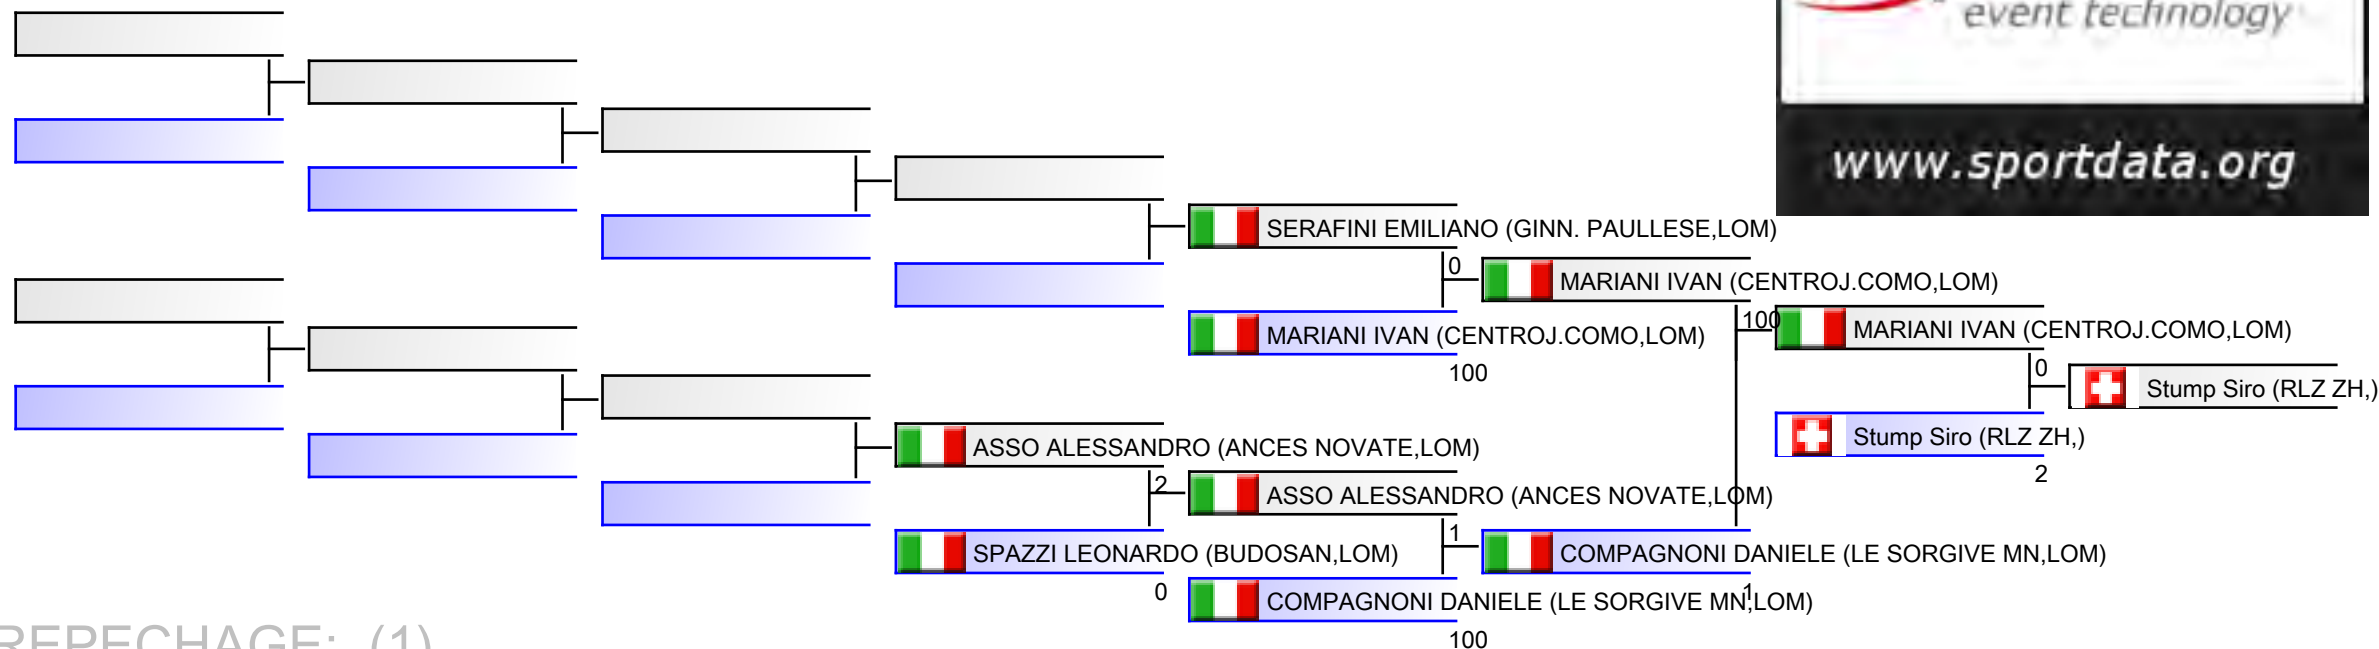 event technology
www.sportdata.org
SERAFINI EMILIANO (GINN. PAULLESE,LOM)
0
MARIANI IVAN (CENTROJ.COMO,LOM)
MARIANI IVAN (CENTROJ.COMO,LOM)
100
100
MARIANI IVAN (CENTROJ.COMO,LOM)
0
Stump Siro (RLZ ZH,)
Stump Siro (RLZ ZH,)
2
ASSO ALESSANDRO (ANCES NOVATE,LOM)
2
ASSO ALESSANDRO (ANCES NOVATE,LOM)
SPAZZI LEONARDO (BUDOSAN,LOM)
0
1
COMPAGNONI DANIELE (LE SORGIVE MN,LOM)
1
COMPAGNONI DANIELE (LE SORGIVE MN,LOM)
100
REPECHAGE: (1)